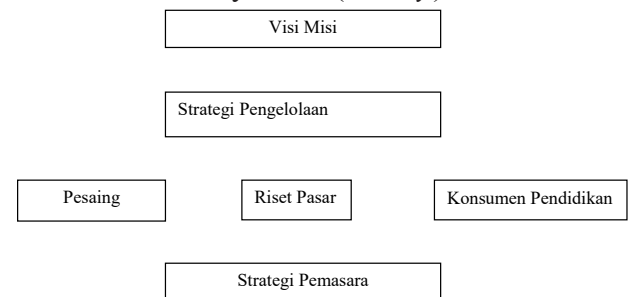 Visi Misi
Strategi Pengelolaan
Pesaing
Riset Pasar
Konsumen Pendidikan
Strategi Pemasara